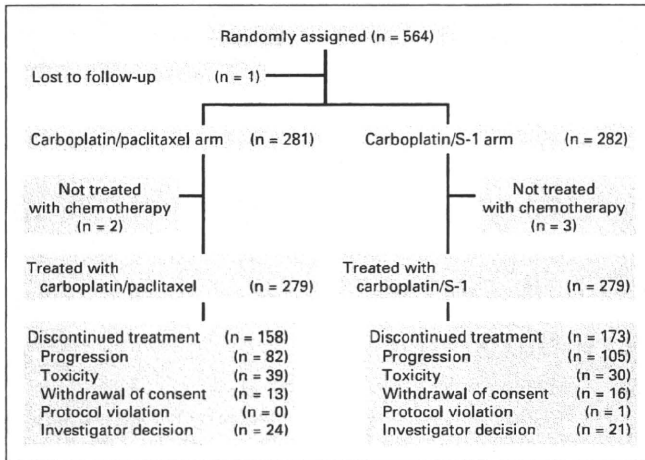 Randomly assigned (n = 564)
Lost to follow-up (n = 1)
Carboplatin/paclitaxel arm (n = 281)
Carboplatin/S-1 arm (n = 282)
Not treated
with chemotherapy
(n = 2)
Not treated
with chemotherapy
(n = 3)
Treated with
carboplatin/paclitaxel (n = 279)
Treated with
carboplatin/S-1 (n = 279)
Discontinued treatment (n = 158)
Progression (n = 82)
Toxicity (n = 39)
Withdrawal of consent (n = 13)
Protocol violation (n = 0)
Investigator decision (n = 24)
Discontinued treatment (n = 173)
Progression (n = 105)
Toxicity (n = 30)
Withdrawal of consent (n = 16)
Protocol violation (n = 1)
Investigator decision (n = 21)